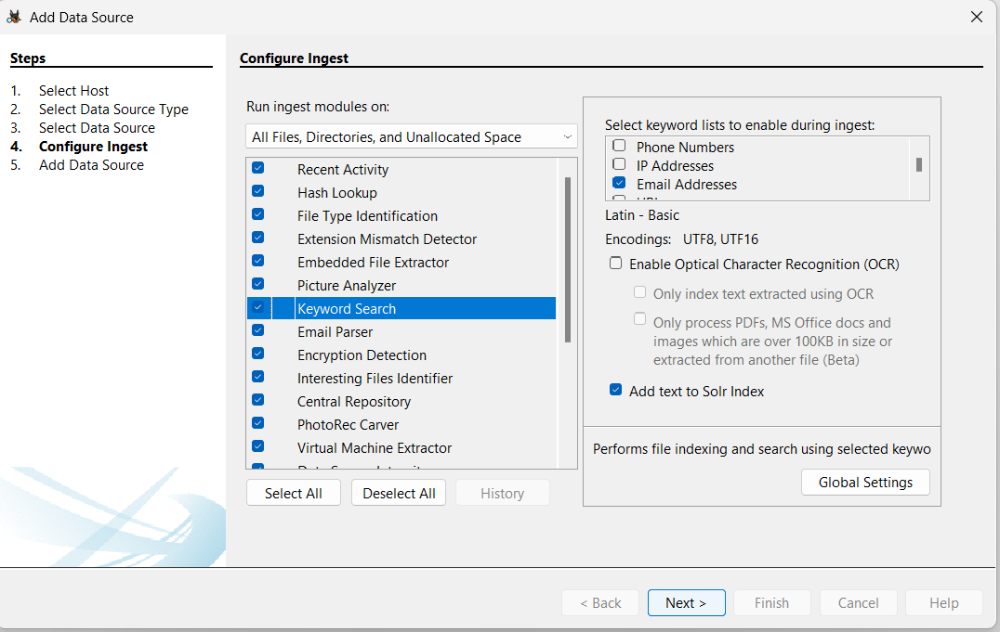 Add Data Source
Steps
1. Select Host
2. Select Data Source Type
3. Select Data Source
4. Configure Ingest
5. Add Data Source
Configure Ingest
Run ingest modules on:
All Files, Directories, and Unallocated Space
Recent Activity
Hash Lookup
File Type Identification
Extension Mismatch Detector
Embedded File Extractor
Picture Analyzer
Keyword Search
Email Parser
Encryption Detection
Interesting Files Identifier
Central Repository
PhotoRec Carver
Virtual Machine Extractor
Select All
Deselect All
History
Select keyword lists to enable during ingest:
Phone Numbers
IP Addresses
Email Addresses
Latin - Basic
Encodings: UTF8, UTF16
Enable Optical Character Recognition (OCR)
Only index text extracted using OCR
Only process PDFs, MS Office docs and
images which are over 100KB in size or
extracted from another file (Beta)
Add text to Solr Index
Performs file indexing and search using selected keywo
Global Settings
< Back
Next >
Finish
Cancel
Help